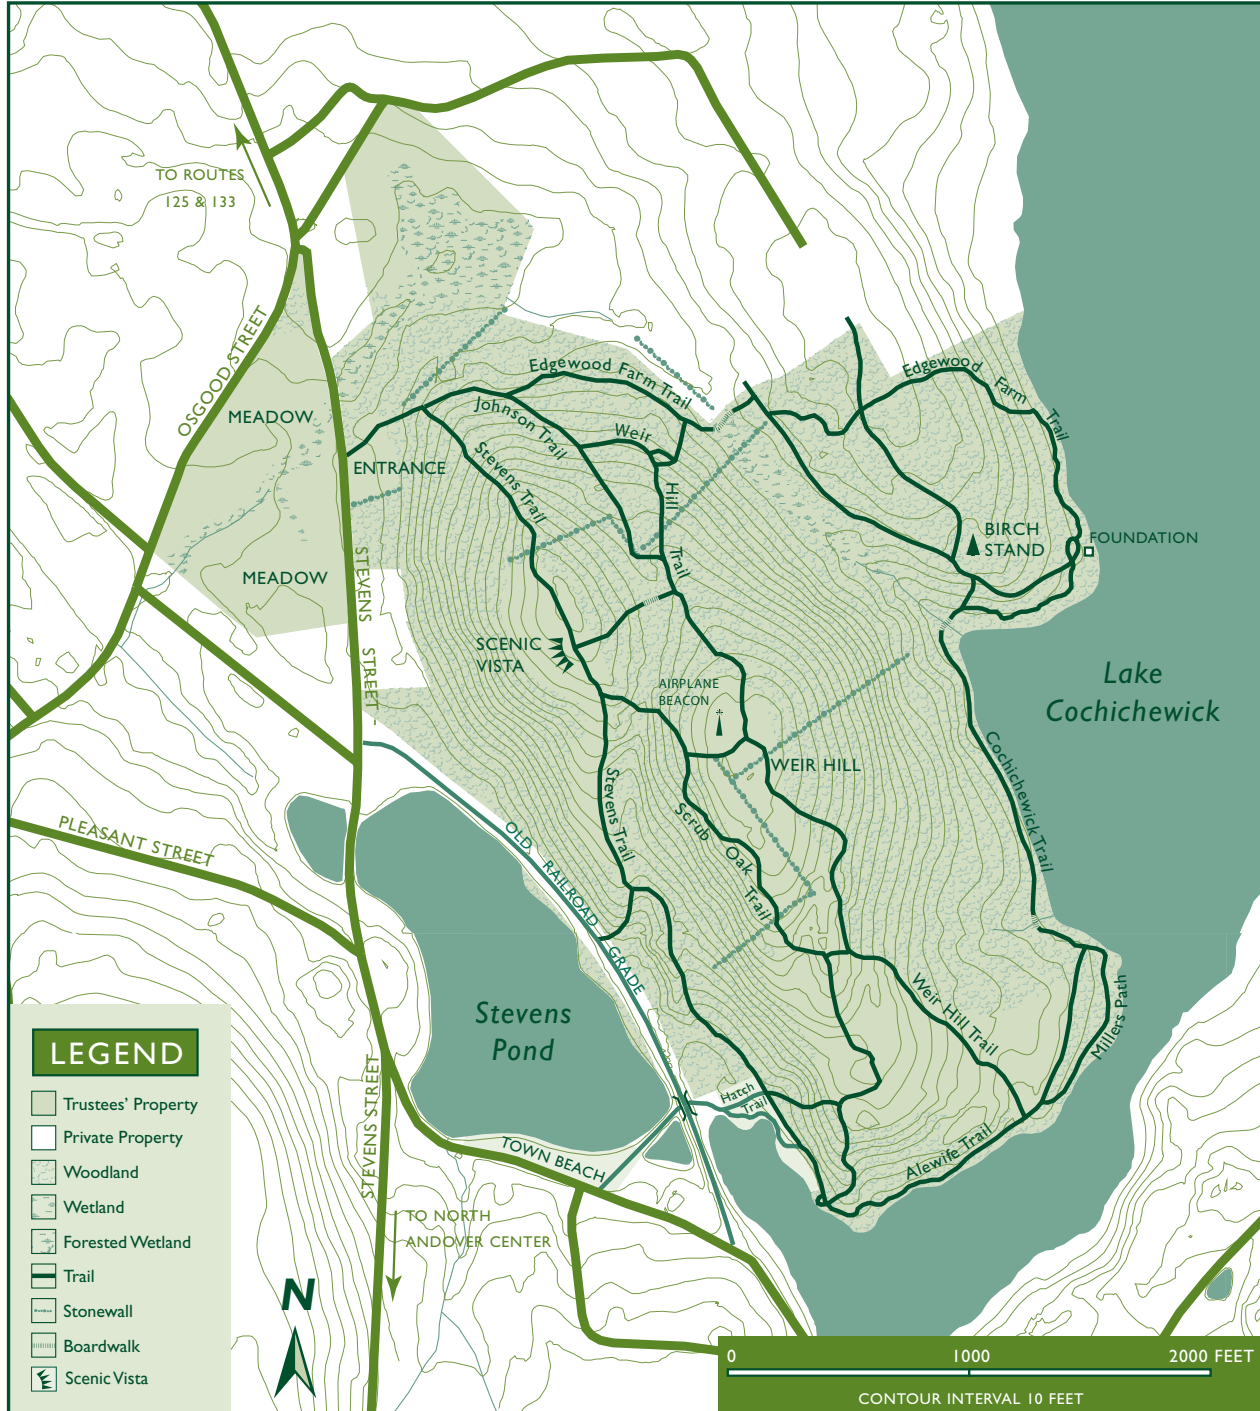 TO ROUTES
125 & 133
OSGOOD STREET
MEADOW
ENTRANCE
MEADOW
STEVENS STREET
Edgewood Farm Trail
Johnson Trail
Weir Hill Trail
Stevens Trail
Edgewood Farm Trail
BIRCH
STAND
FOUNDATION
SCENIC
VISTA
AIRPLANE
BEACON
Lake
Cochichewick
WEIR HILL
Cochichewick Trail
Stevens Trail
Scrub Oak Trail
PLEASANT STREET
OLD RAILROAD GRADE
Stevens
Pond
Weir Hill Trail
Millers Path
Hatch
Trail
Alewife Trail
TOWN BEACH
STEVENS STREET
TO NORTH
ANDOVER CENTER
LEGEND
Trustees' Property
Private Property
Woodland
Wetland
Forested Wetland
Trail
Stonewall
Boardwalk
Scenic Vista
N
0 1000 2000 FEET
CONTOUR INTERVAL 10 FEET